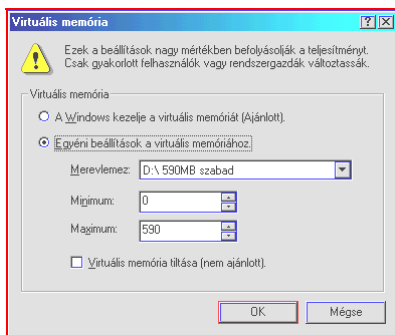 Virtuális memória
Ezek a beállítások nagy mértékben befolyásolják a teljesítményt.
Csak gyakorlott felhasználók vagy rendszergazdák változtassák.
Virtuális memória
A Windows kezelje a virtuális memóriát (Ajánlott).
Egyéni beállítások a virtuális memóriához.
Merevlemez: D:\ 590MB szabad
Minimum: 0
Maximum: 590
Virtuális memória tiltása (nem ajánlott).
OK Mégse